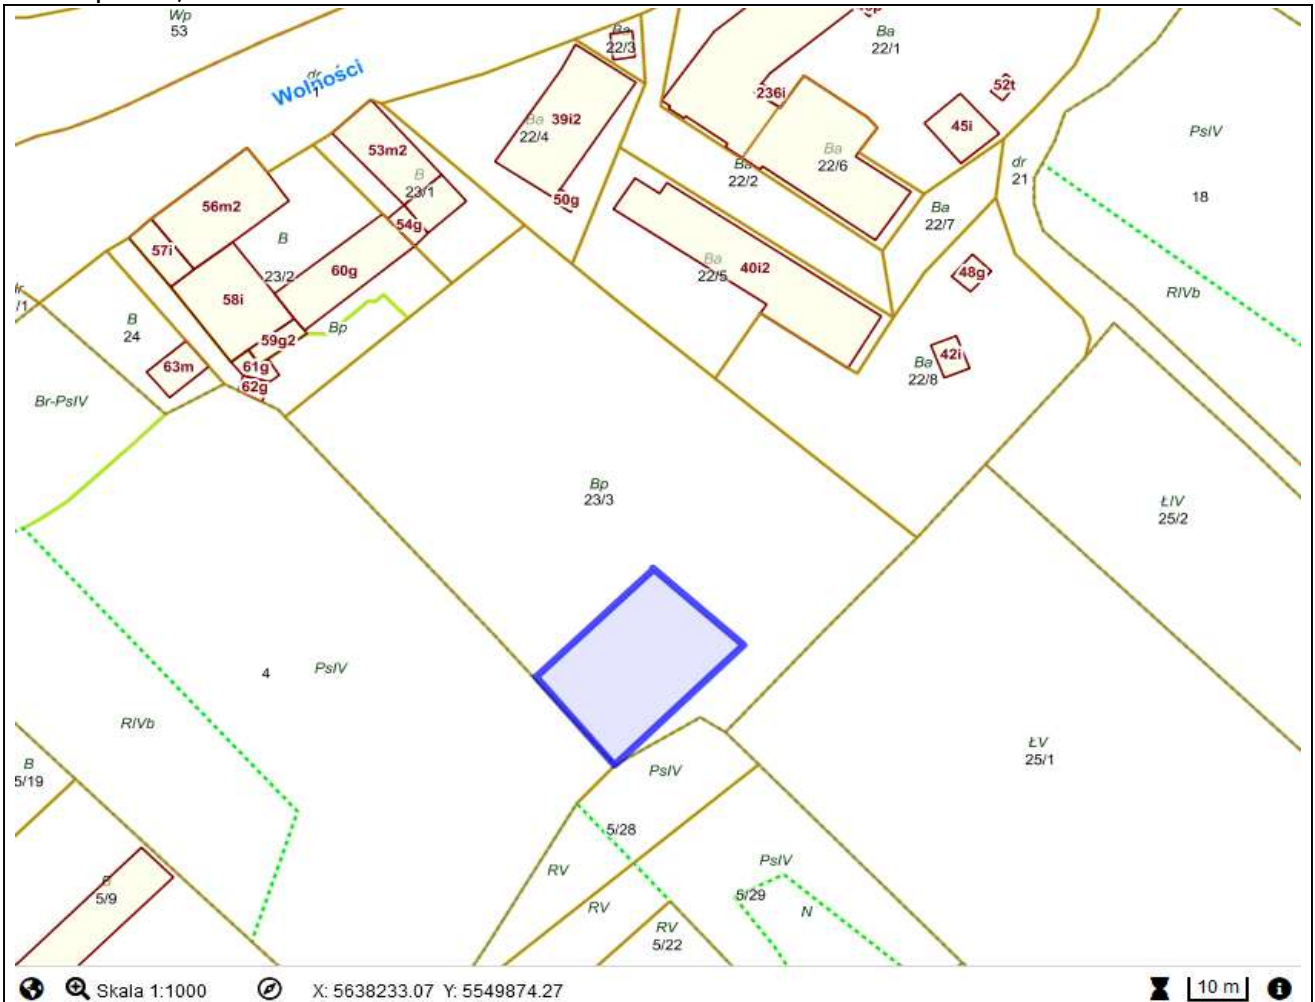 Wp
53
Ba
22/3
Ba
22/1
dr
1
Wolności
236i
52t
45i
Ba
22/4
39i2
PsIV
53m2
Ba
22/6
Ba
22/2
dr
21
B
23/1
18
50g
56m2
Ba
22/7
54g
B
57i
Ba
22/5
40i2
60g
23/2
48g
58i
RIVb
/1
B
24
Bp
59g2
42i
Ba
22/8
63m
61g
62g
Br-PsIV
Bp
23/3
ŁIV
25/2
4
PsIV
RIVb
ŁV
25/1
B
5/19
PsIV
5/28
PsIV
RV
B
5/9
5/29
RV
N
RV
5/22
Skala 1:1000
X: 5638233.07 Y: 5549874.27
10 m